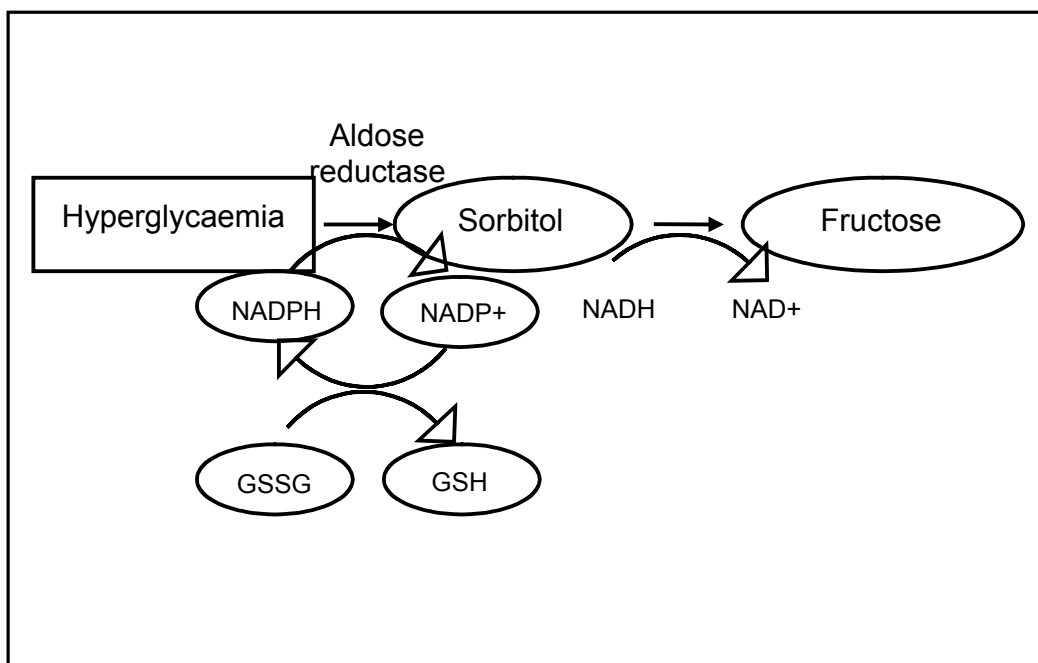 Aldose
reductase
Hyperglycaemia
Sorbitol
Fructose
NADPH
NADP+
NADH
NAD+
GSSG
GSH